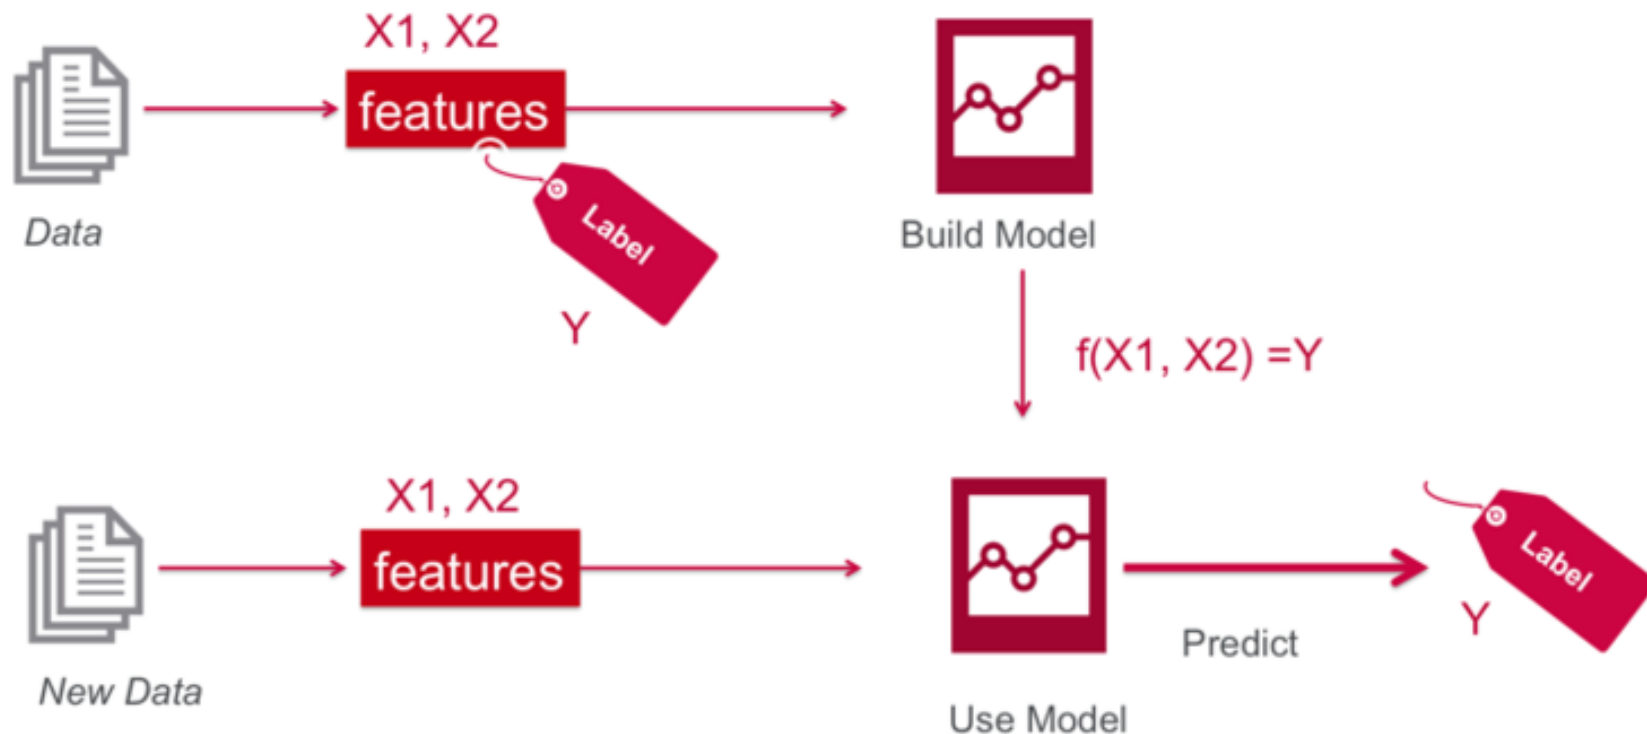 X1, X2
features
Label
Y
Data
Build Model
f(X1, X2) =Y
X1, X2
features
Label
Y
Predict
New Data
Use Model